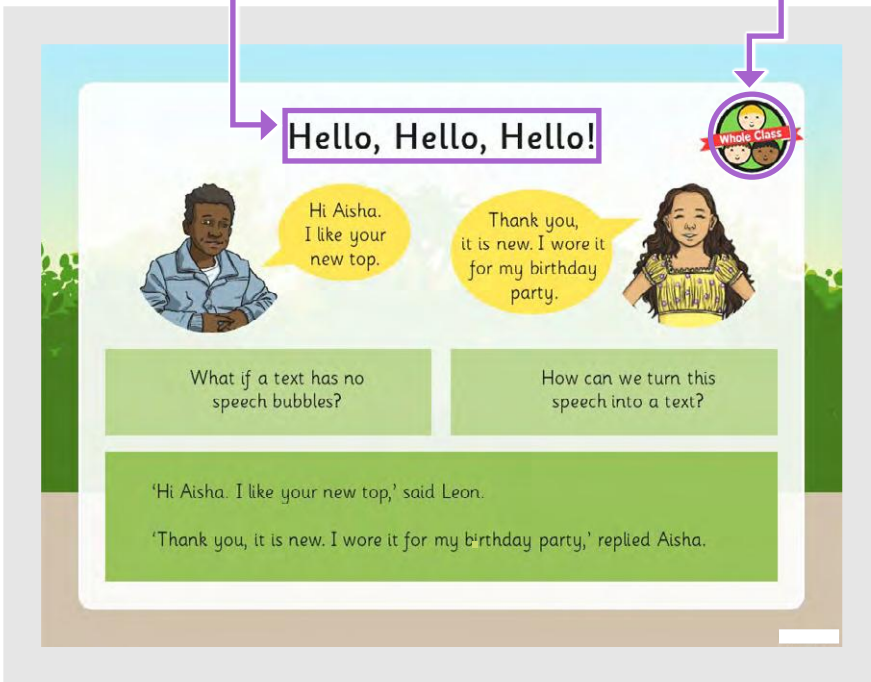 Hello, Hello, Hello!
Whole Class
Hi Aisha.
I like your
new top.
Thank you,
it is new. I wore it
for my birthday
party.
What if a text has no
speech bubbles?
How can we turn this
speech into a text?
‘Hi Aisha. I like your new top,’ said Leon.
‘Thank you, it is new. I wore it for my birthday party,’ replied Aisha.